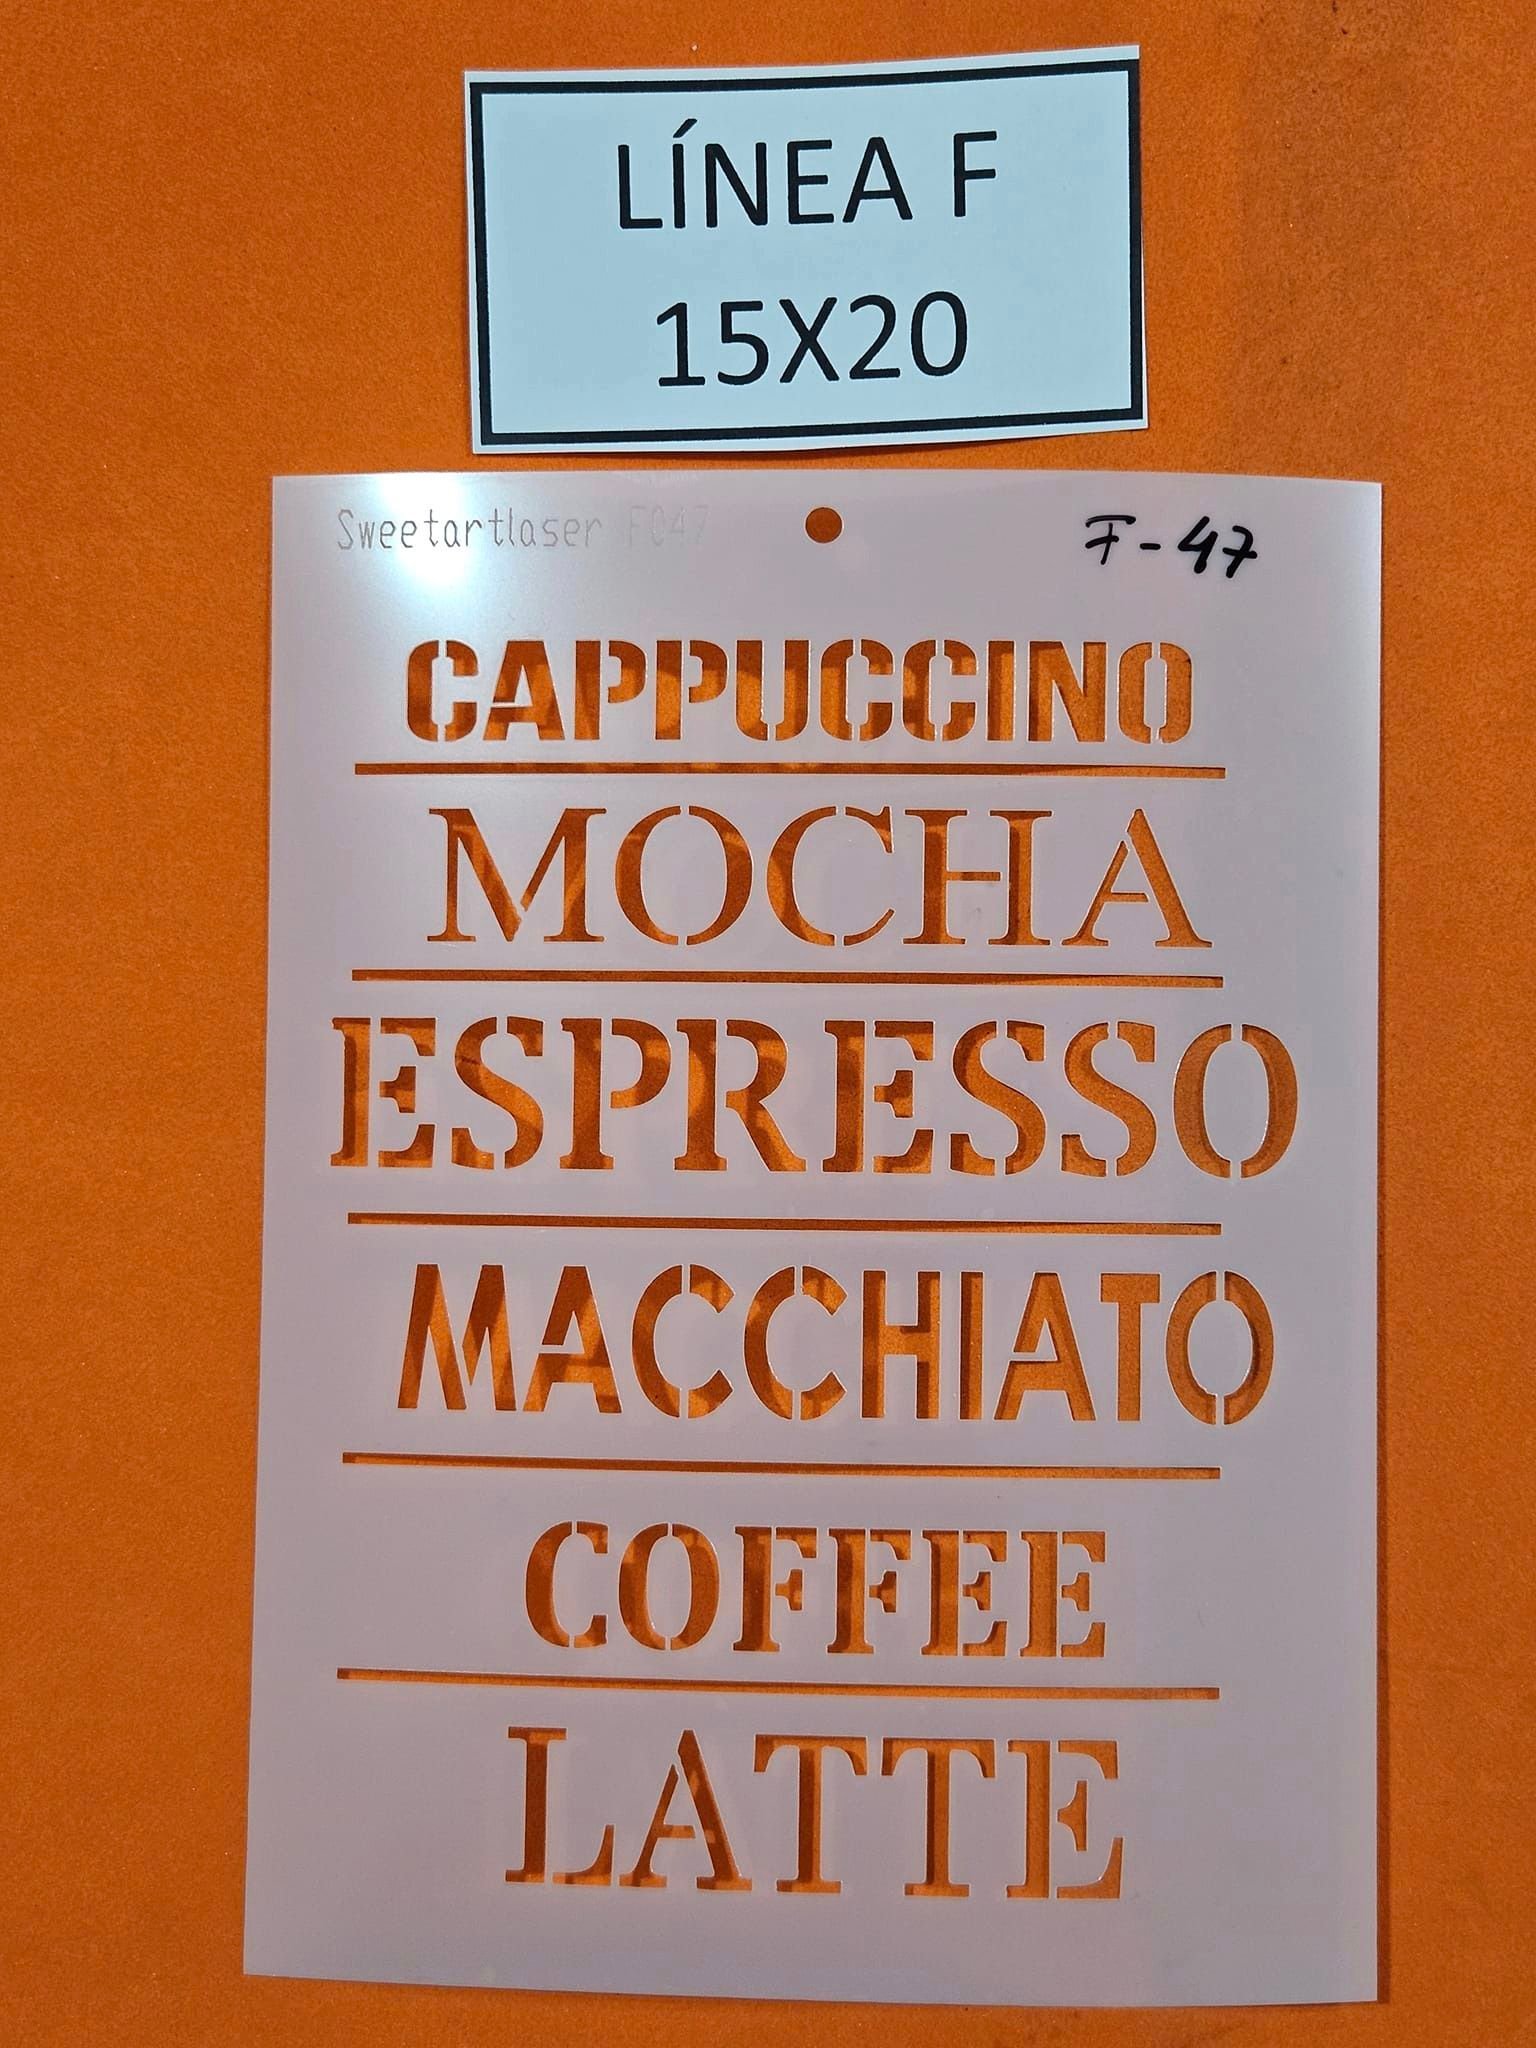 LÍNEA F
15X20
Sweetartlaser F047
F-47
CAPPUCCINO
MOCHA
ESPRESSO
MACCHIATO
COFFEE
LATTE